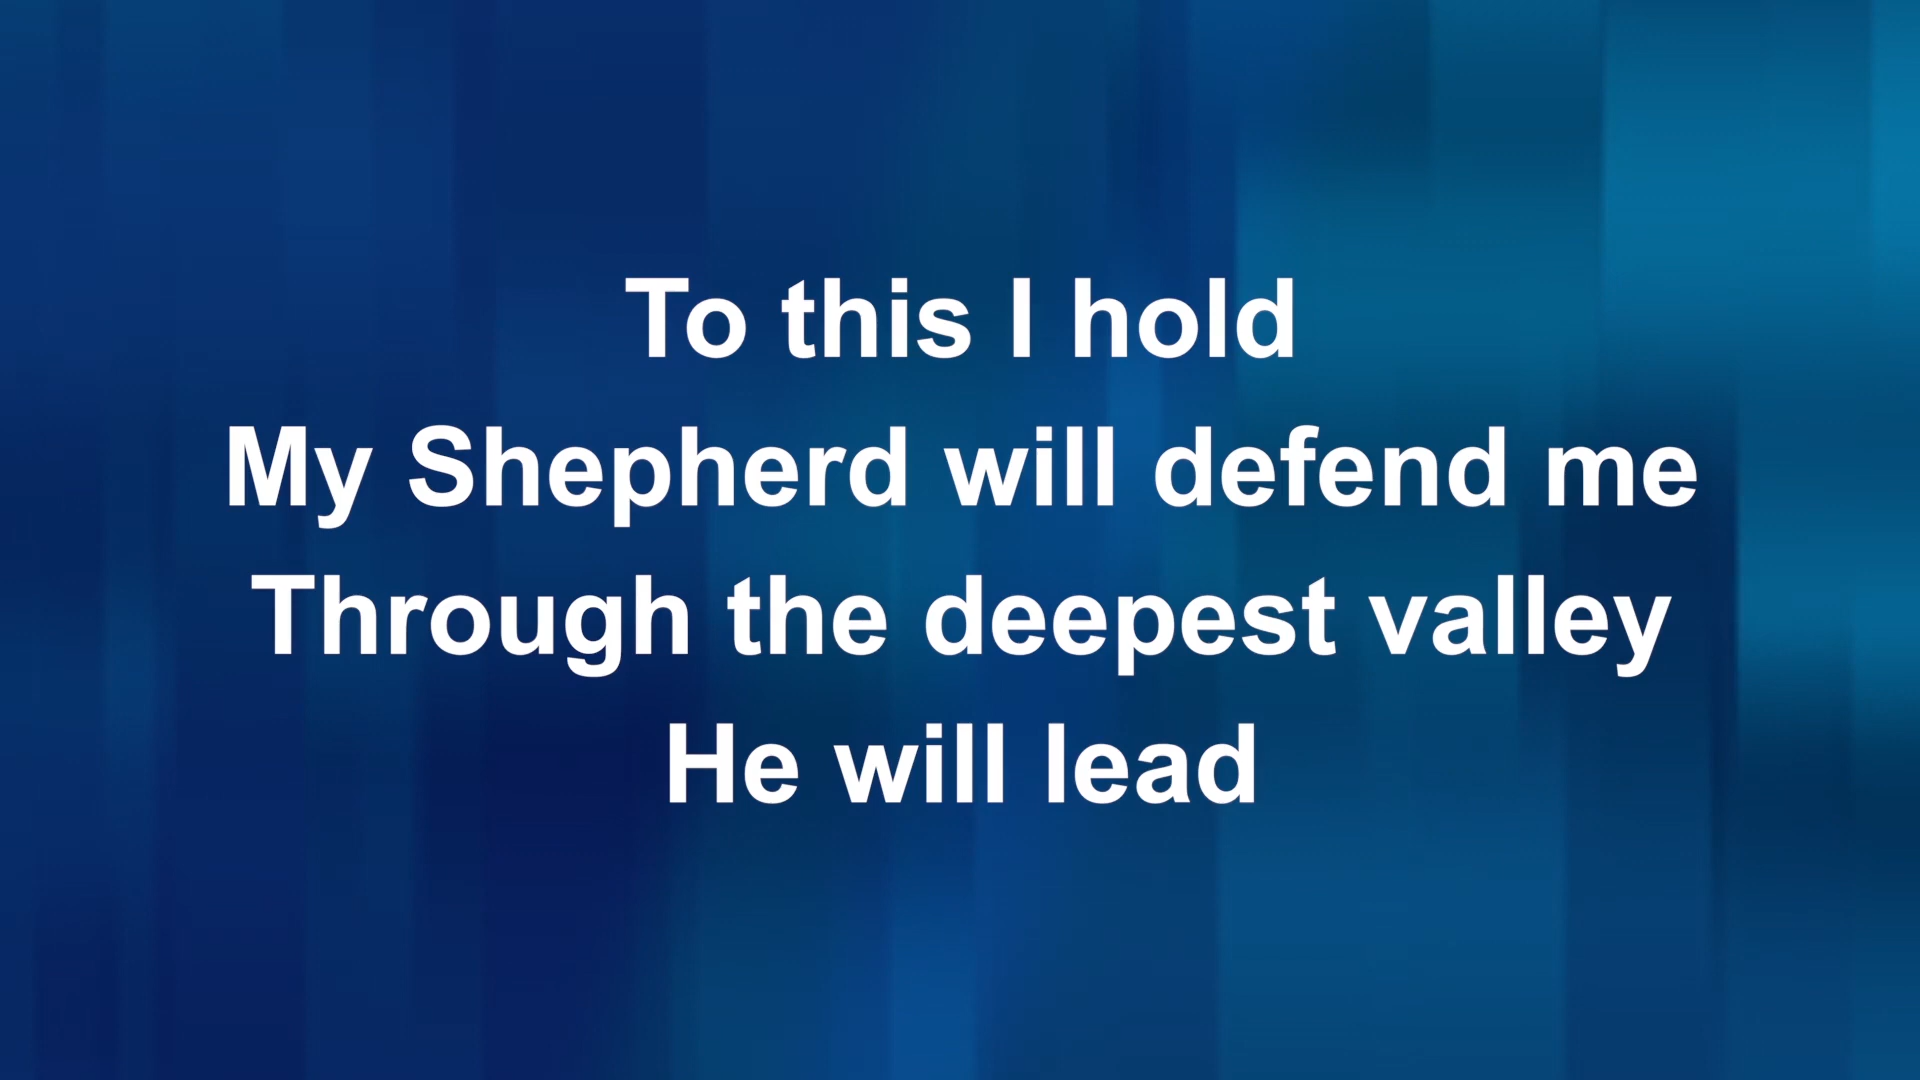 To this I hold
My Shepherd will defend me
Through the deepest valley
He will lead